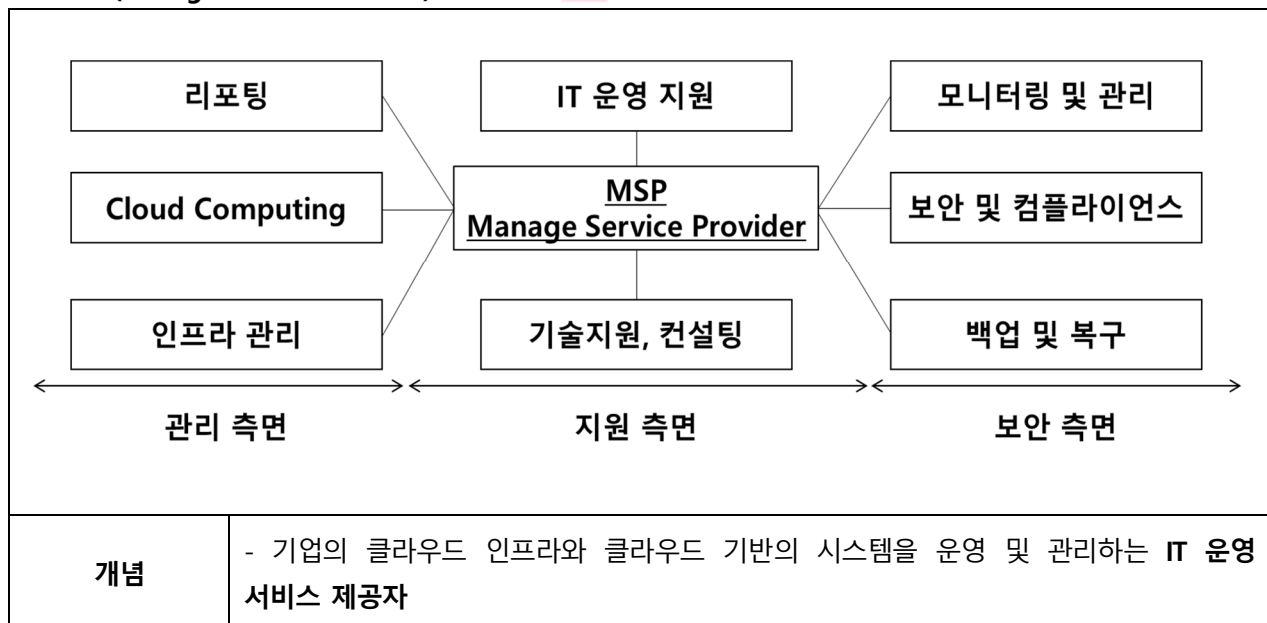 리포팅
IT 운영 지원
모니터링 및 관리
Cloud Computing
MSP
Manage Service Provider
보안 및 컴플라이언스
인프라 관리
기술지원, 컨설팅
백업 및 복구
관리 측면
지원 측면
보안 측면
개념
- 기업의 클라우드 인프라와 클라우드 기반의 시스템을 운영 및 관리하는 IT 운영
서비스 제공자